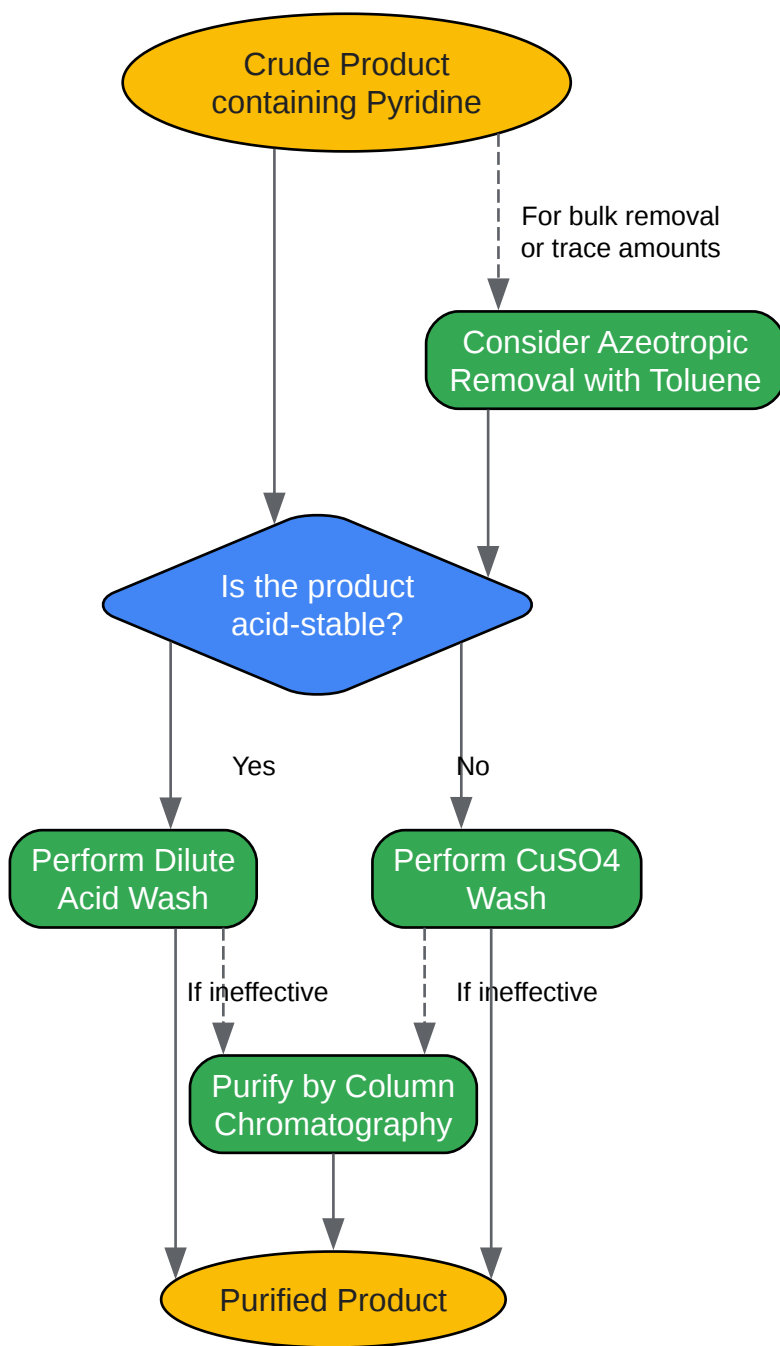 Crude Product
containing Pyridine
For bulk removal
or trace amounts
Consider Azeotropic
Removal with Toluene
Is the product
acid-stable?
Yes
No
Perform Dilute
Acid Wash
Perform CuSO4
Wash
If ineffective
If ineffective
Purify by Column
Chromatography
Purified Product